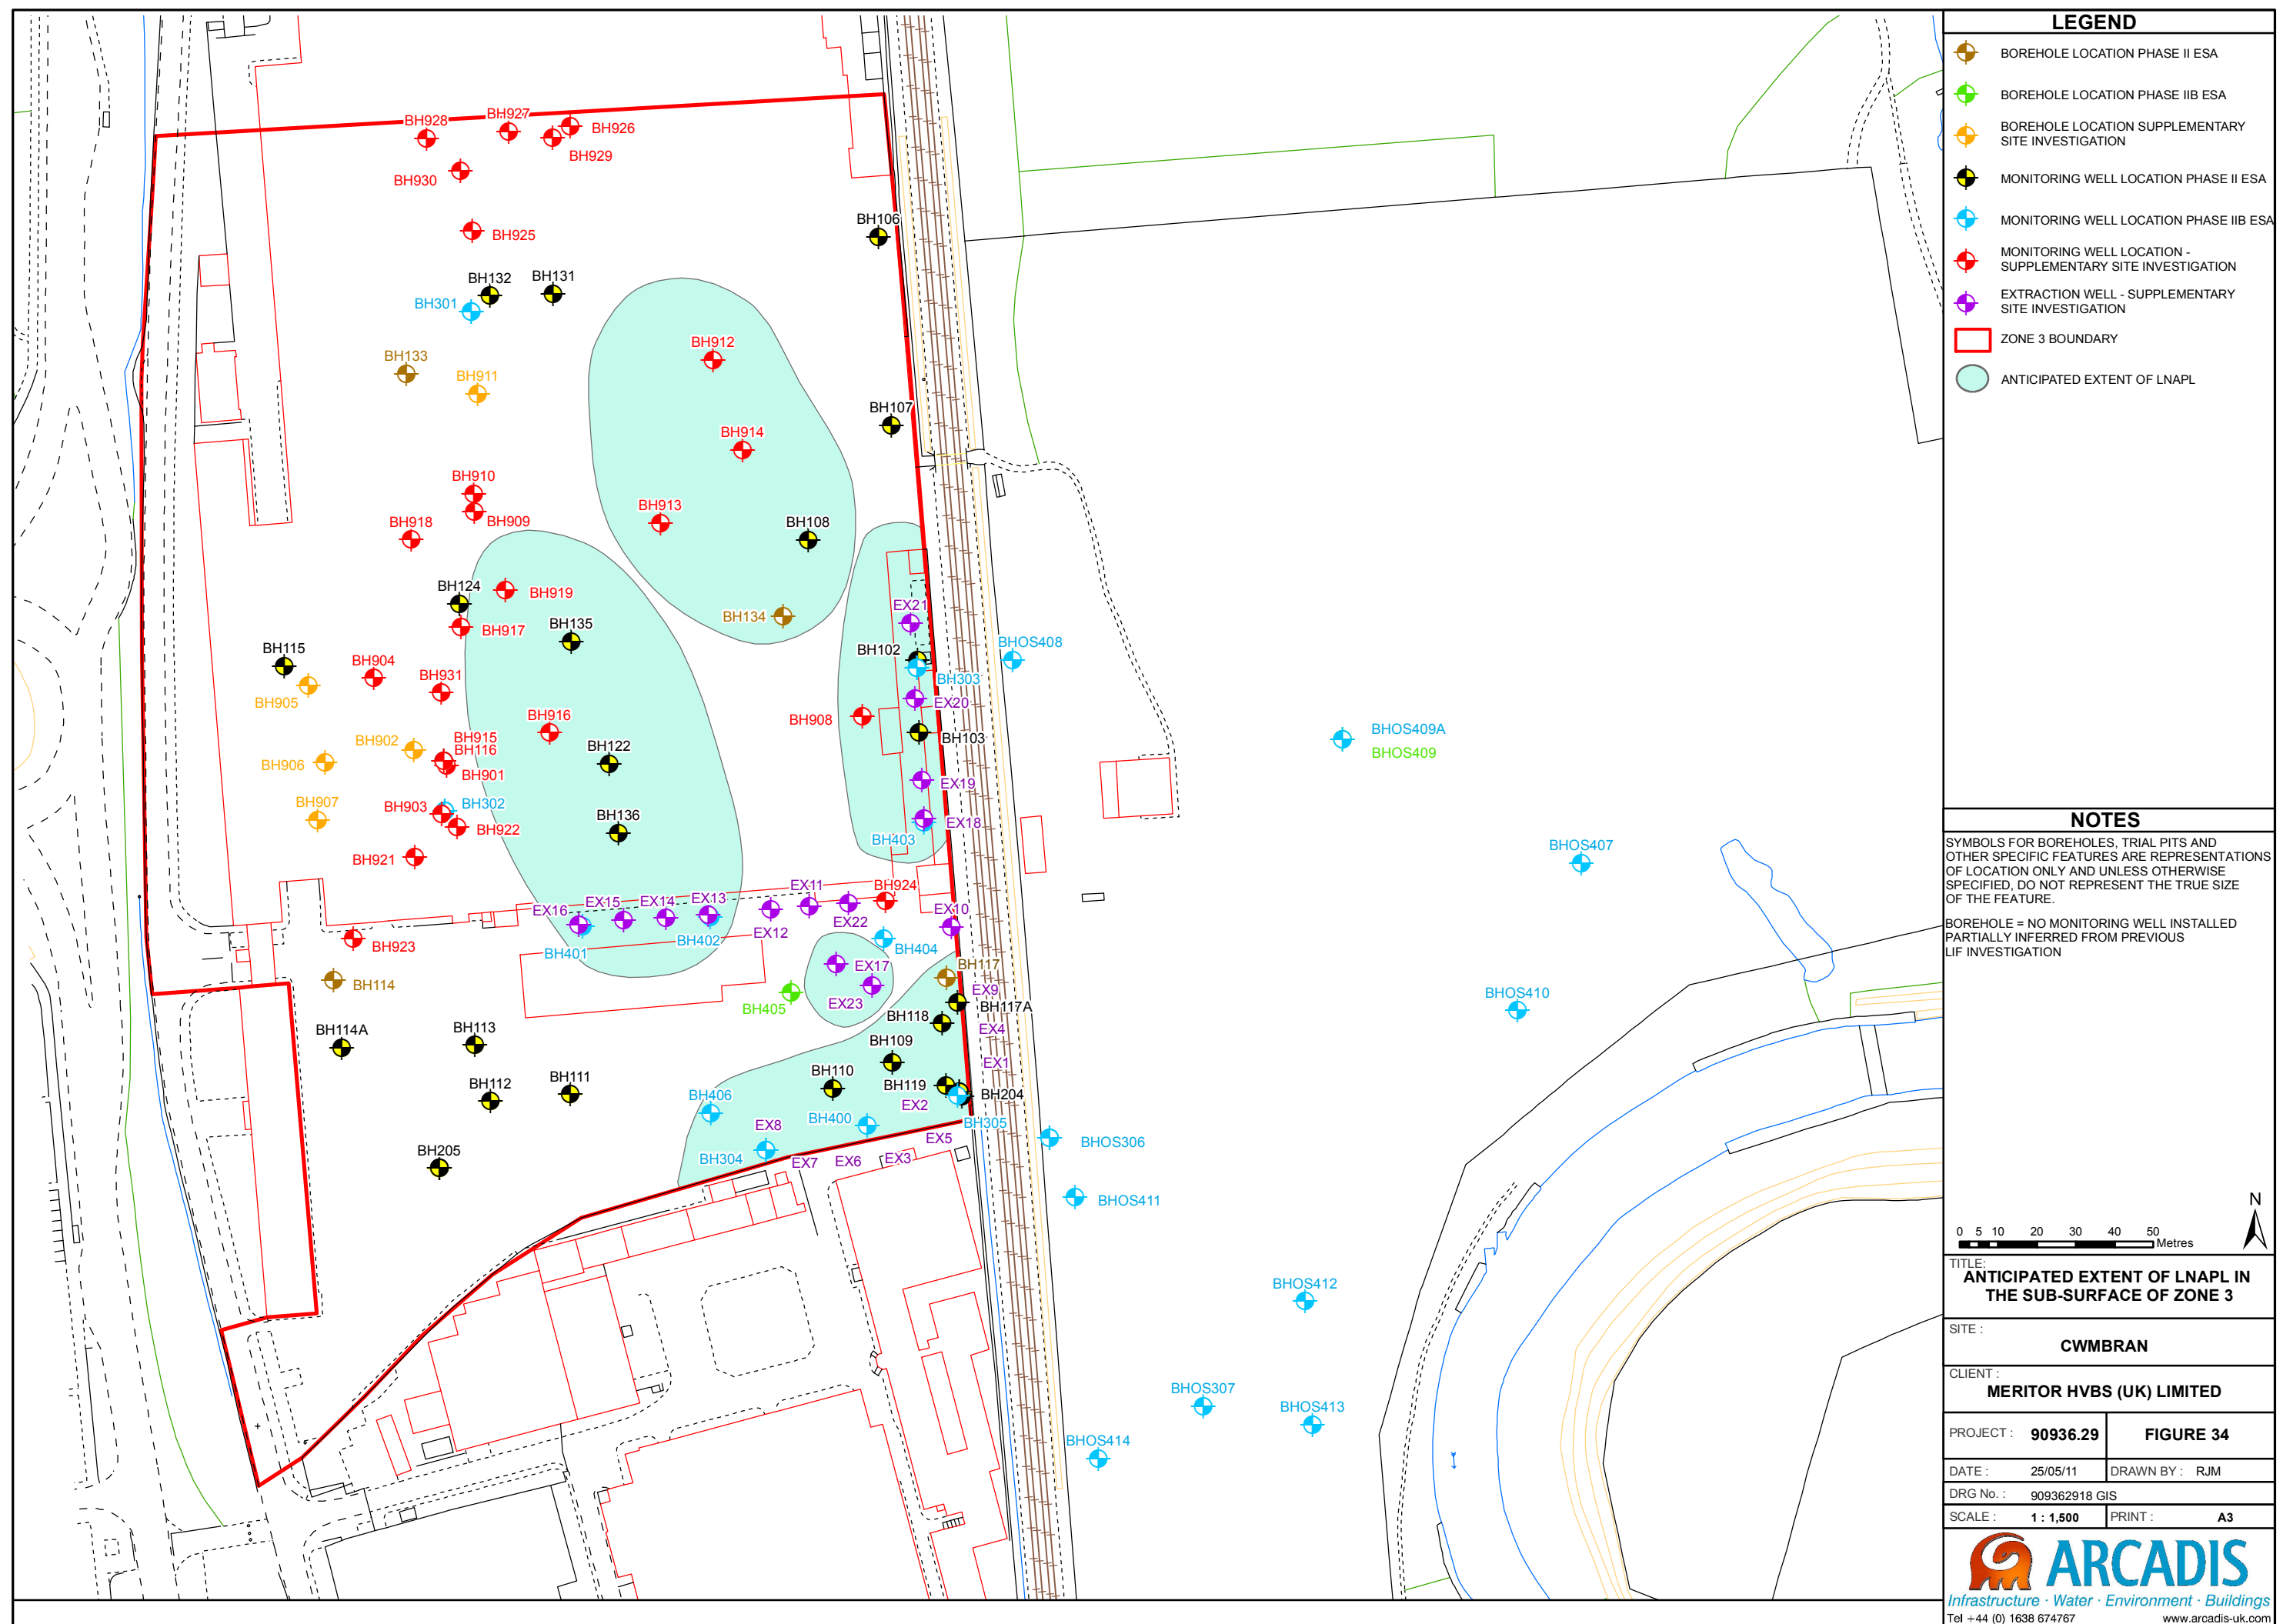 BH928
BH927
BH926
BH929
BH930
BH925
BH106
BH132
BH131
BH301
BH912
BH133
BH911
BH107
BH914
BH910
BH909
BH913
BH918
BH108
BH124
BH919
BH134
EX21
BH917
BH135
BH102
BHOS408
BH115
BH904
BH931
BH303
BH905
EX20
BH916
BH908
BHOS409A
BH915
BH902
BH116
BH103
BHOS409
BH906
BH122
BH901
EX19
BH907
BH903
BH302
BH136
EX18
BH922
BH403
BHOS407
BH921
EX11
BH924
EX16
EX15
EX14
EX13
EX10
EX22
EX12
BH923
BH401
BH402
BH404
EX17
BH117
BH114
EX9
BHOS410
EX23
BH405
BH117A
BH118
BH114A
BH113
EX4
BH109
EX1
BH112
BH111
BH110
BH119
BH406
BH204
EX2
BH400
EX8
BH305
EX5
BHOS306
BH205
BH304
EX7
EX6
EX3
BHOS411
BHOS412
BHOS307
BHOS413
BHOS414
LEGEND
BOREHOLE LOCATION PHASE II ESA
BOREHOLE LOCATION PHASE IIB ESA
BOREHOLE LOCATION SUPPLEMENTARY
SITE INVESTIGATION
MONITORING WELL LOCATION PHASE II ESA
MONITORING WELL LOCATION PHASE IIB ESA
MONITORING WELL LOCATION -
SUPPLEMENTARY SITE INVESTIGATION
EXTRACTION WELL - SUPPLEMENTARY
SITE INVESTIGATION
ZONE 3 BOUNDARY
ANTICIPATED EXTENT OF LNAPL
NOTES
SYMBOLS FOR BOREHOLES, TRIAL PITS AND
OTHER SPECIFIC FEATURES ARE REPRESENTATIONS
OF LOCATION ONLY AND UNLESS OTHERWISE
SPECIFIED, DO NOT REPRESENT THE TRUE SIZE
OF THE FEATURE.
BOREHOLE = NO MONITORING WELL INSTALLED
PARTIALLY INFERRED FROM PREVIOUS
LIF INVESTIGATION
N
0 5 10 20 30 40 50
Metres
TITLE:
ANTICIPATED EXTENT OF LNAPL IN
THE SUB-SURFACE OF ZONE 3
SITE :
CWMBRAN
CLIENT :
MERITOR HVBS (UK) LIMITED
PROJECT : 90936.29 FIGURE 34
DATE : 25/05/11 DRAWN BY : RJM
DRG No. : 909362918 GIS
SCALE : 1 : 1,500 PRINT : A3
ARCADIS
Infrastructure · Water · Environment · Buildings
Tel +44 (0) 1638 674767 www.arcadis-uk.com